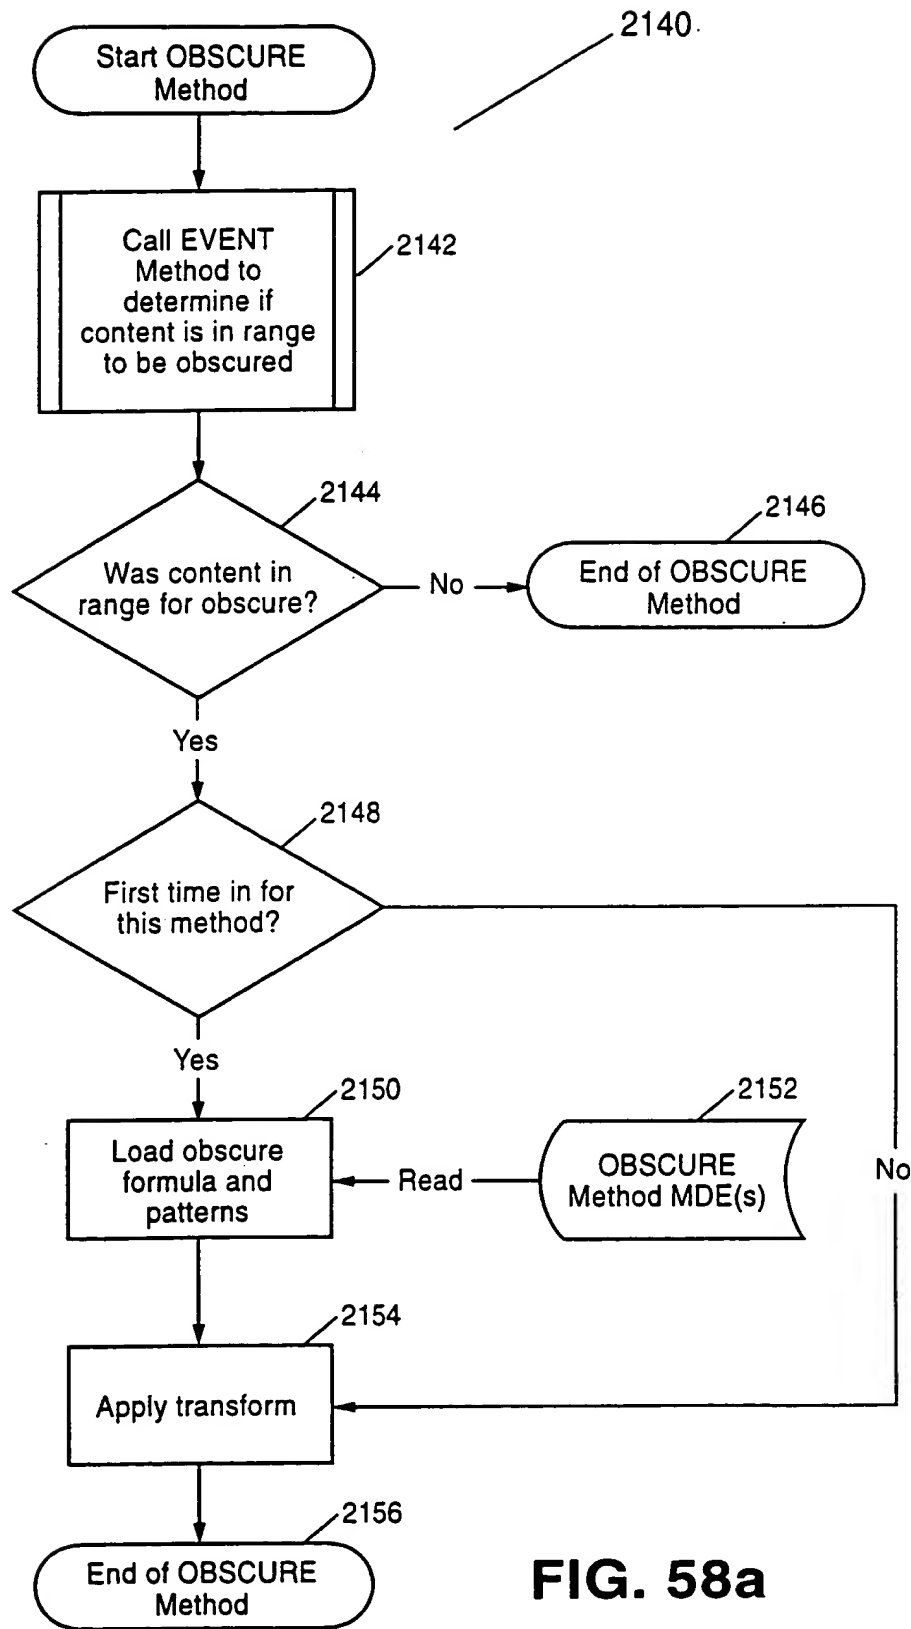 2140
Start OBSCURE
Method
Call EVENT
Method to
determine if
content is in range
to be obscured
2142
2144
Was content in
range for obscure?
No
2146
End of OBSCURE
Method
Yes
2148
First time in for
this method?
Yes
2150
Load obscure
formula and
patterns
Read
2152
OBSCURE
Method MDE(s)
No
2154
Apply transform
2156
End of OBSCURE
Method
FIG. 58a